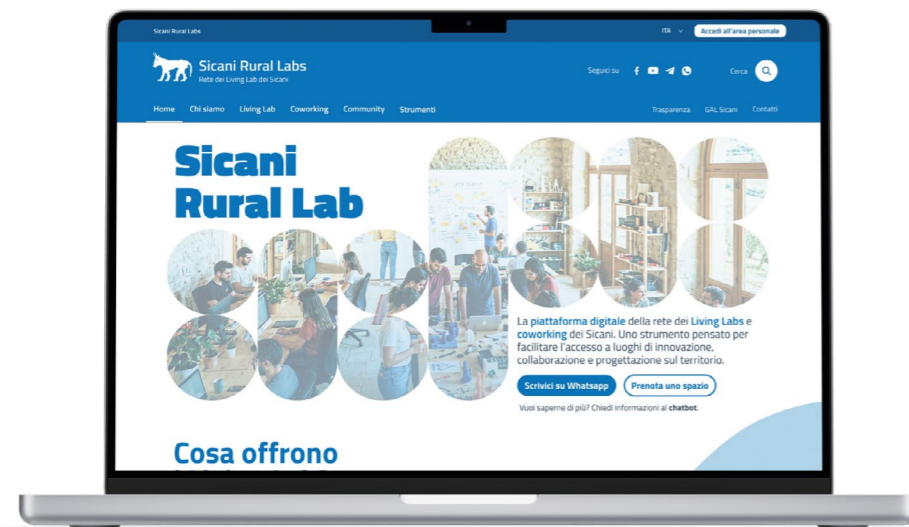 Sicani Rural Labs
ITA
Accedi all'area personale
Sicani Rural Labs
Rete dei Living Lab dei Sicani
Seguici su
Cerca
Home Chi siamo Living Lab Coworking Community Strumenti
Trasparenza GAL Sicani Contatti
Sicani
Rural Lab
La piattaforma digitale della rete dei Living Labs e
coworking dei Sicani. Uno strumento pensato per
facilitare l'accesso a luoghi di innovazione,
collaborazione e progettazione sul territorio.
Scrivici su Whatsapp
Prenota uno spazio
Vuoi saperne di più? Chiedi informazioni al chatbot.
Cosa offrono